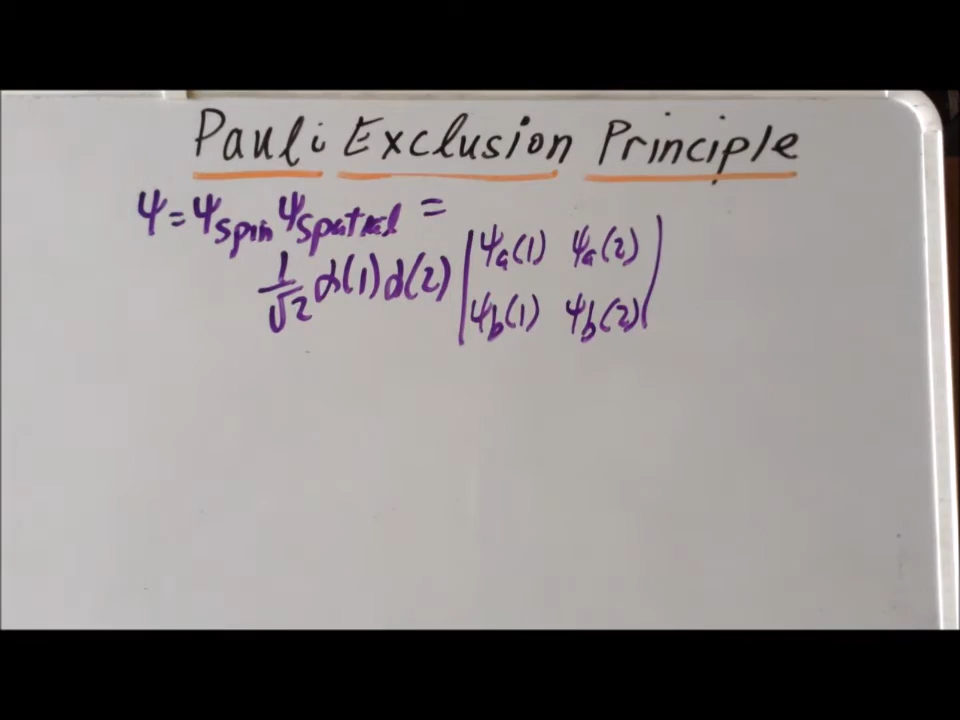 Pauli Exclusion Principle
Ψ = Ψspin Ψspatial =
1/√2 α(1)α(2) |ψa(1) ψa(2)|
|ψb(1) ψb(2)|